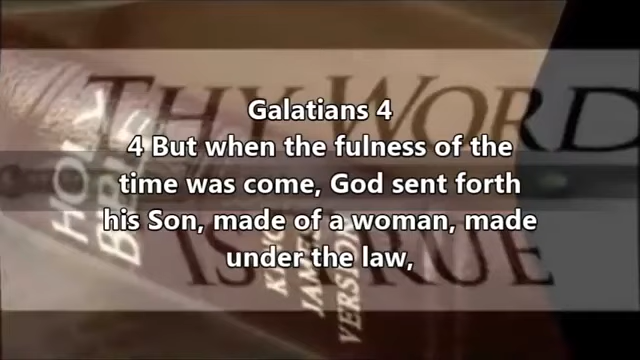 Galatians 4
4 But when the fulness of the
time was come, God sent forth
his Son, made of a woman, made
under the law,
THY WORD
IS TRUE
HOLY
BIBLE
KING
JAMES
VERSION